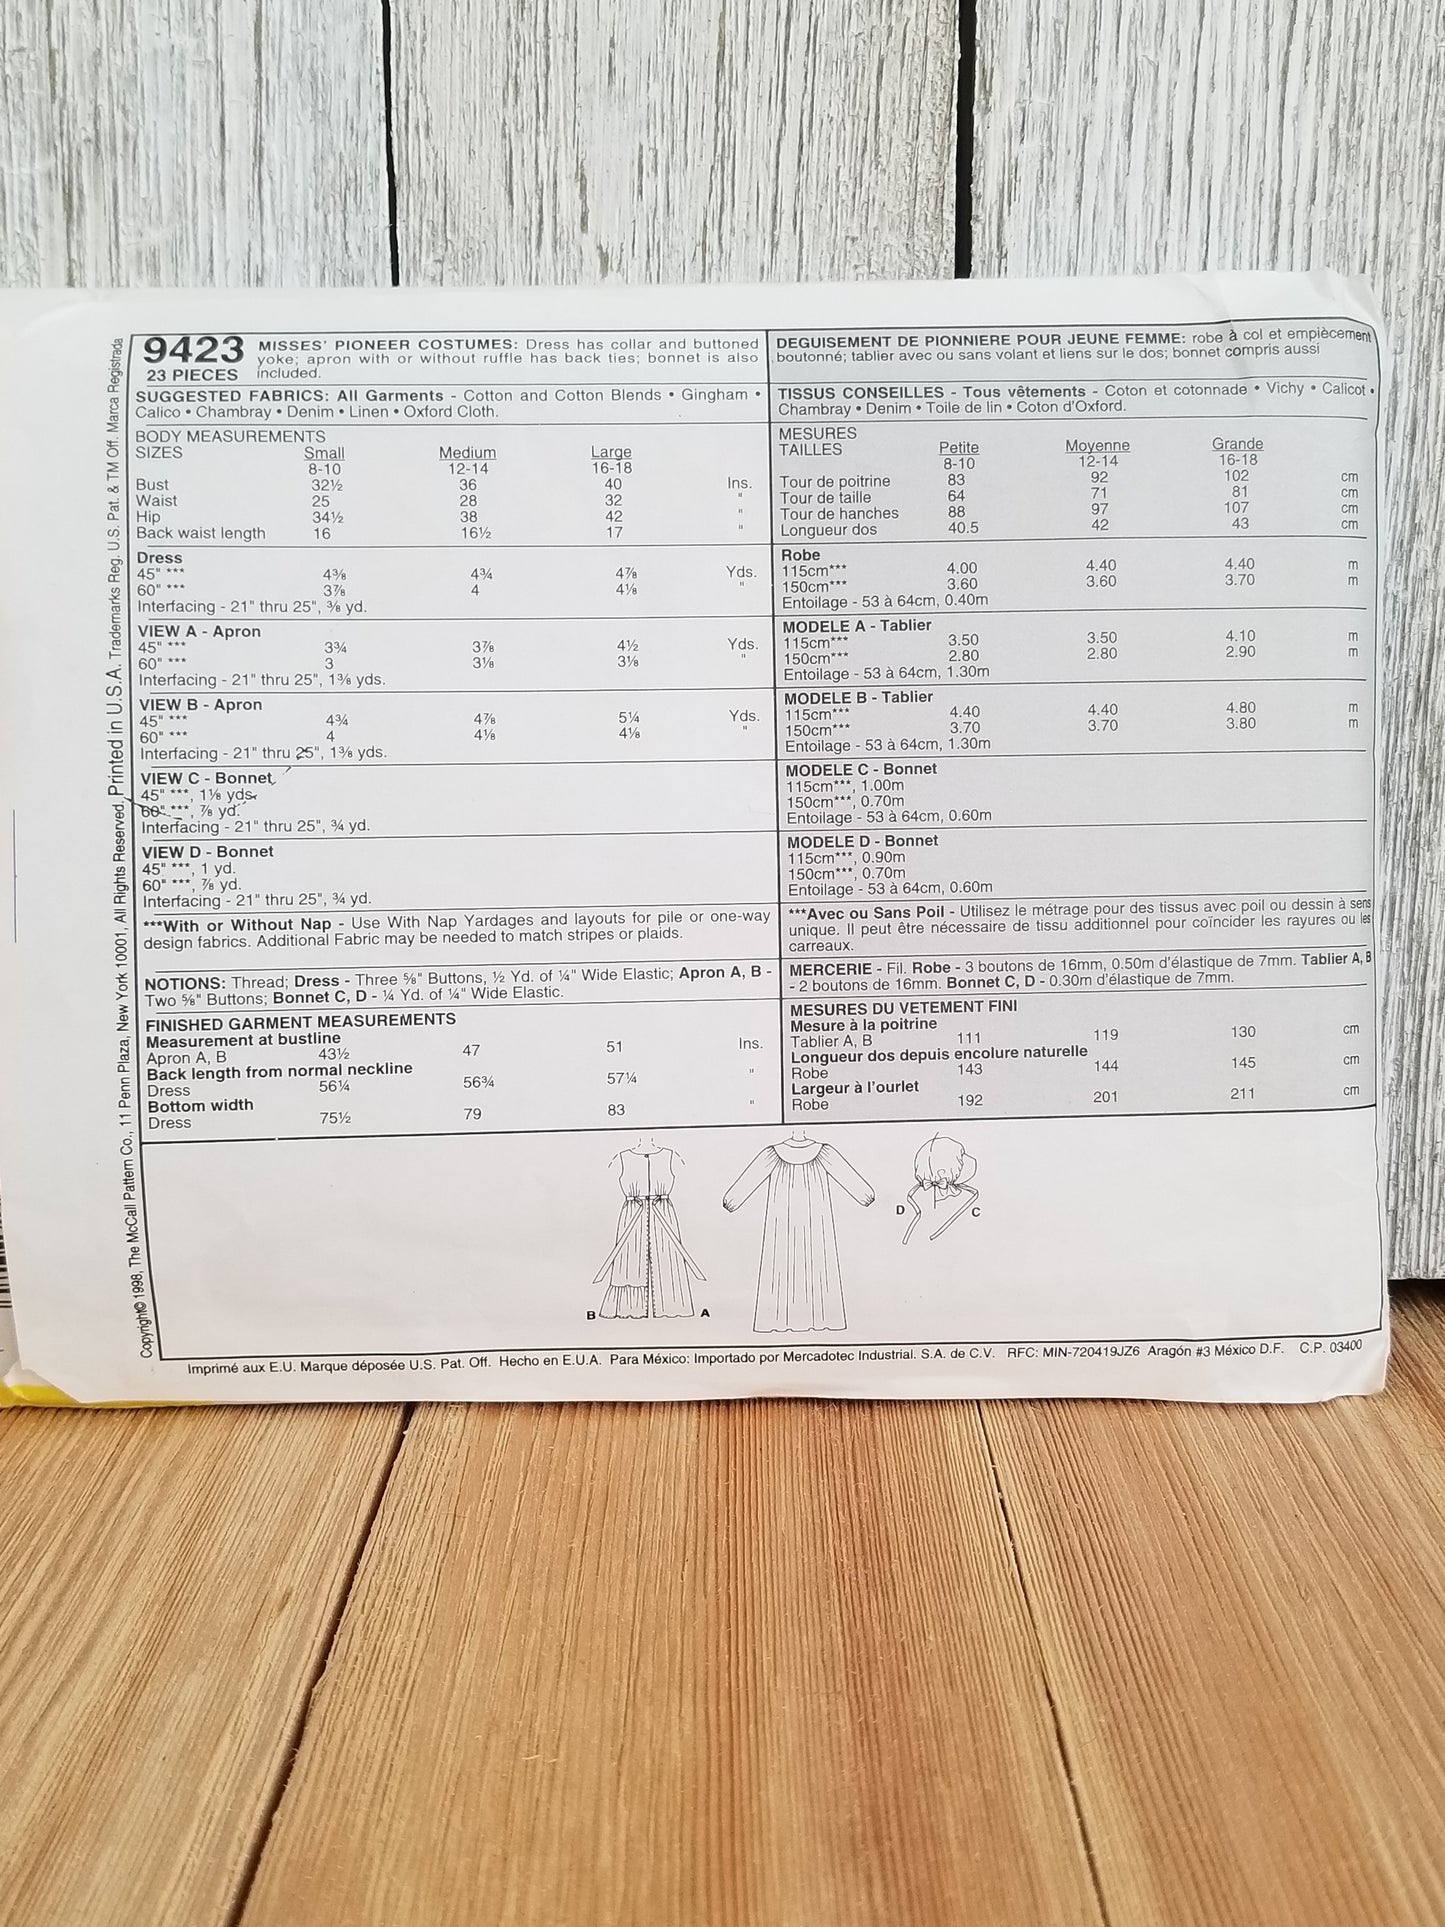 9423
23 PIECES
MISSES' PIONEER COSTUMES: Dress has collar and buttoned
yoke; apron with or without ruffle has back ties; bonnet is also
included.
SUGGESTED FABRICS: All Garments - Cotton and Cotton Blends • Gingham •
Calico • Chambray • Denim • Linen • Oxford Cloth.
BODY MEASUREMENTS
SIZES Small Medium Large
8-10 12-14 16-18
Bust 32½ 36 40 Ins.
Waist 25 28 32 "
Hip 34½ 38 42 "
Back waist length 16 16½ 17 "
Dress
45" *** 4⅜ 4¾ 4⅞ Yds.
60" *** 3⅞ 4 4⅛ "
Interfacing - 21" thru 25", ⅜ yd.
VIEW A - Apron
45" *** 3¾ 3⅞ 4½ Yds.
60" *** 3 3⅛ 3⅛ "
Interfacing - 21" thru 25", 1⅜ yds.
VIEW B - Apron
45" *** 4¾ 4⅞ 5¼ Yds.
60" *** 4 4⅛ 4⅛ "
Interfacing - 21" thru 25", 1⅜ yds.
VIEW C - Bonnet
45" ***, 1⅛ yds.
60" ***, ⅞ yd.
Interfacing - 21" thru 25", ¾ yd.
VIEW D - Bonnet
45" ***, 1 yd.
60" ***, ⅞ yd.
Interfacing - 21" thru 25", ¾ yd.
***With or Without Nap - Use With Nap Yardages and layouts for pile or one-way
design fabrics. Additional Fabric may be needed to match stripes or plaids.
NOTIONS: Thread; Dress - Three ⅝" Buttons, ½ Yd. of ¼" Wide Elastic; Apron A, B -
Two ⅝" Buttons; Bonnet C, D - ¼ Yd. of ¼" Wide Elastic.
FINISHED GARMENT MEASUREMENTS
Measurement at bustline
Apron A, B 43½ 47 51 Ins.
Back length from normal neckline
Dress 56¼ 56¾ 57¼ "
Bottom width
Dress 75½ 79 83 "
DEGUISEMENT DE PIONNIERE POUR JEUNE FEMME: robe à col et empiècement
boutonné; tablier avec ou sans volant et liens sur le dos; bonnet compris aussi
TISSUS CONSEILLES - Tous vêtements - Coton et cotonnade • Vichy • Calicot •
Chambray • Denim • Toile de lin • Coton d'Oxford.
MESURES
TAILLES Petite Moyenne Grande
8-10 12-14 16-18
Tour de poitrine 83 92 102 cm
Tour de taille 64 71 81 cm
Tour de hanches 88 97 107 cm
Longueur dos 40.5 42 43 cm
Robe
115cm*** 4.00 4.40 4.40 m
150cm*** 3.60 3.60 3.70 m
Entoilage - 53 à 64cm, 0.40m
MODELE A - Tablier
115cm*** 3.50 3.50 4.10 m
150cm*** 2.80 2.80 2.90 m
Entoilage - 53 à 64cm, 1.30m
MODELE B - Tablier
115cm*** 4.40 4.40 4.80 m
150cm*** 3.70 3.70 3.80 m
Entoilage - 53 à 64cm, 1.30m
MODELE C - Bonnet
115cm***, 1.00m
150cm***, 0.70m
Entoilage - 53 à 64cm, 0.60m
MODELE D - Bonnet
115cm***, 0.90m
150cm***, 0.70m
Entoilage - 53 à 64cm, 0.60m
***Avec ou Sans Poil - Utilisez le métrage pour des tissus avec poil ou dessin à sens
unique. Il peut être nécessaire de tissu additionnel pour coïncider les rayures ou les
carreaux.
MERCERIE - Fil. Robe - 3 boutons de 16mm, 0.50m d'élastique de 7mm. Tablier A, B
- 2 boutons de 16mm. Bonnet C, D - 0.30m d'élastique de 7mm.
MESURES DU VETEMENT FINI
Mesure à la poitrine
Tablier A, B 111 119 130 cm
Longueur dos depuis encolure naturelle
Robe 143 144 145 cm
Largeur à l'ourlet
Robe 192 201 211 cm
B A D C
Imprimé aux E.U. Marque déposée U.S. Pat. Off. Hecho en E.U.A. Para México: Importado por Mercadotec Industrial. S.A. de C.V. RFC: MIN-720419JZ6 Aragón #3 México D.F. C.P. 03400
Copyright© 1998, The McCall Pattern Co., 11 Penn Plaza, New York 10001, All Rights Reserved. Printed in U.S.A. Trademarks Reg. U.S. Pat. & TM Off. Marca Registrada